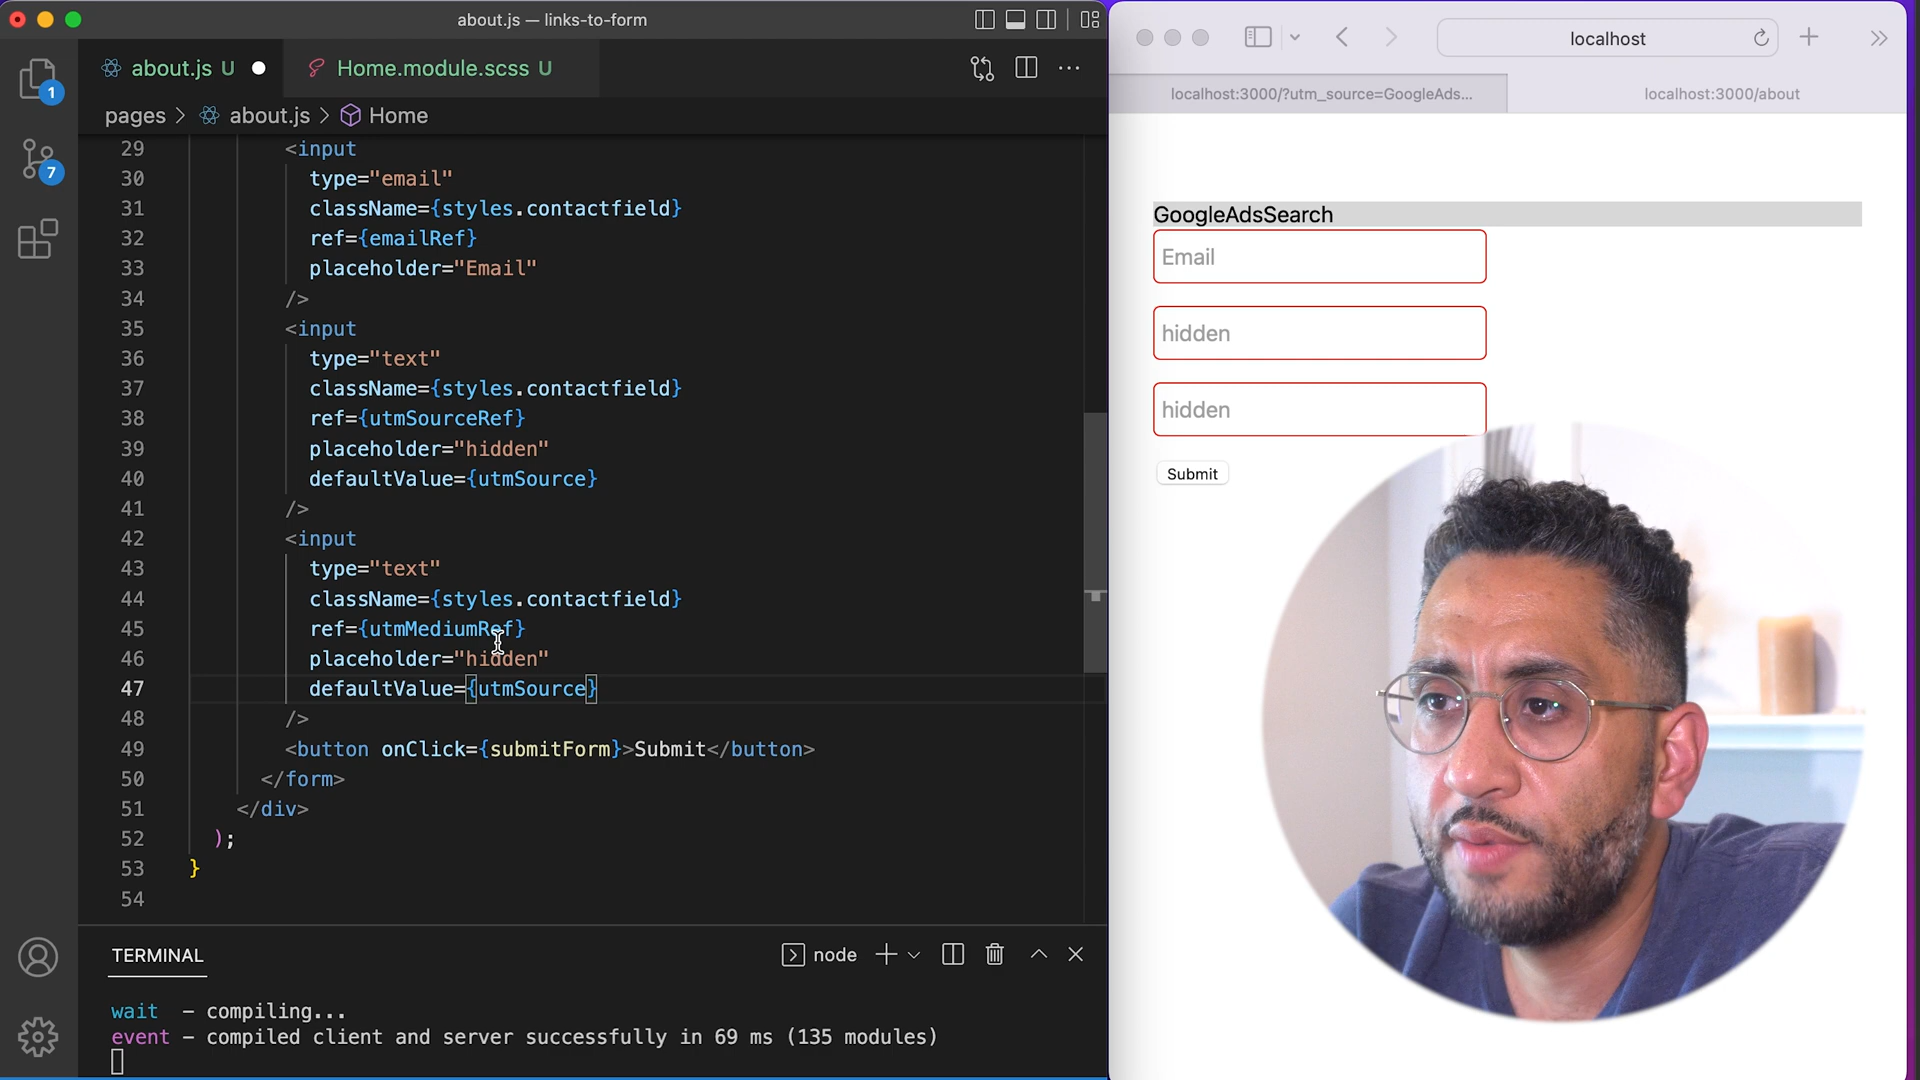 about.js — links-to-form
about.js U
Home.module.scss U
pages > about.js > Home
1
7
29 <input
30 type="email"
31 className={styles.contactfield}
32 ref={emailRef}
33 placeholder="Email"
34 />
35 <input
36 type="text"
37 className={styles.contactfield}
38 ref={utmSourceRef}
39 placeholder="hidden"
40 defaultValue={utmSource}
41 />
42 <input
43 type="text"
44 className={styles.contactfield}
45 ref={utmMediumRef}
46 placeholder="hidden"
47 defaultValue={utmSource}
48 />
49 <button onClick={submitForm}>Submit</button>
50 </form>
51 </div>
52 );
53 }
54
TERMINAL
node
wait - compiling...
event - compiled client and server successfully in 69 ms (135 modules)
localhost
localhost:3000/?utm_source=GoogleAds...
localhost:3000/about
GoogleAdsSearch
Email
hidden
hidden
Submit